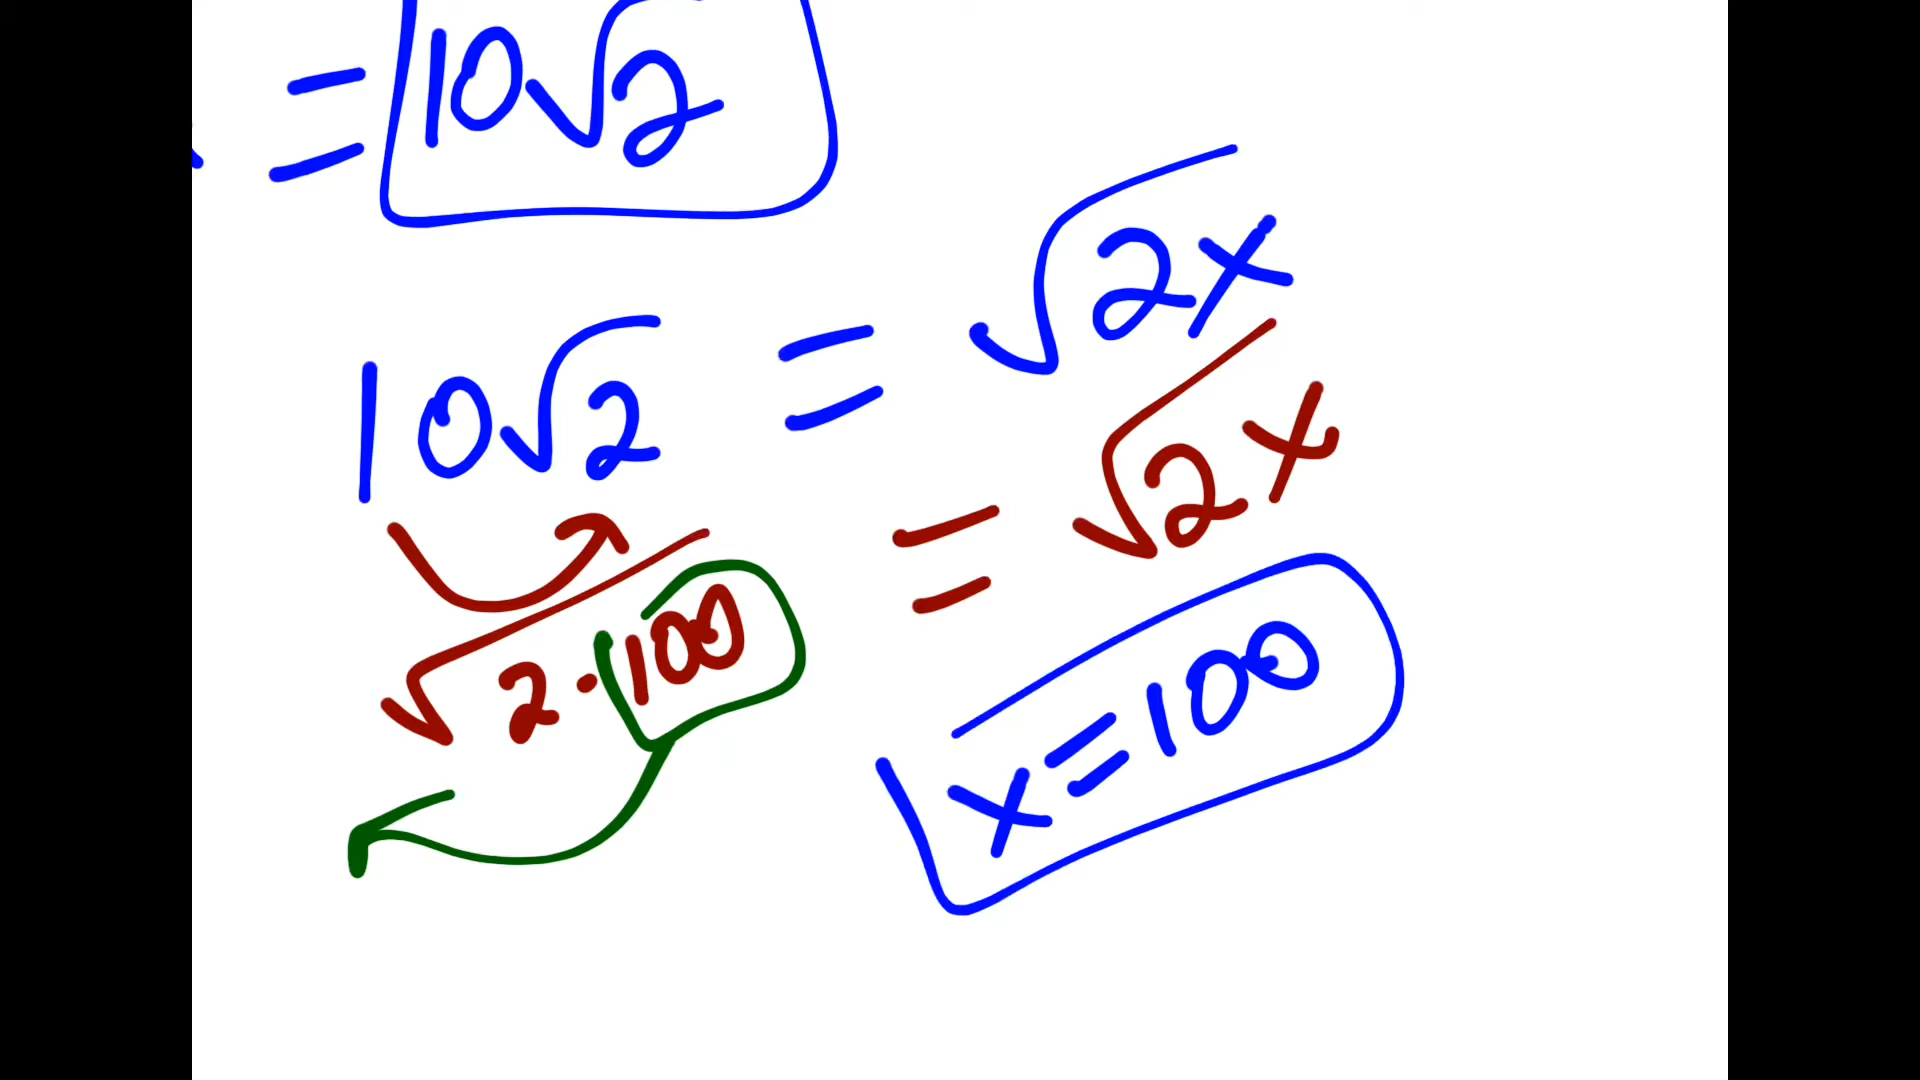 = 10√2
10√2 = √2x
√2·100 = √2x
x=100